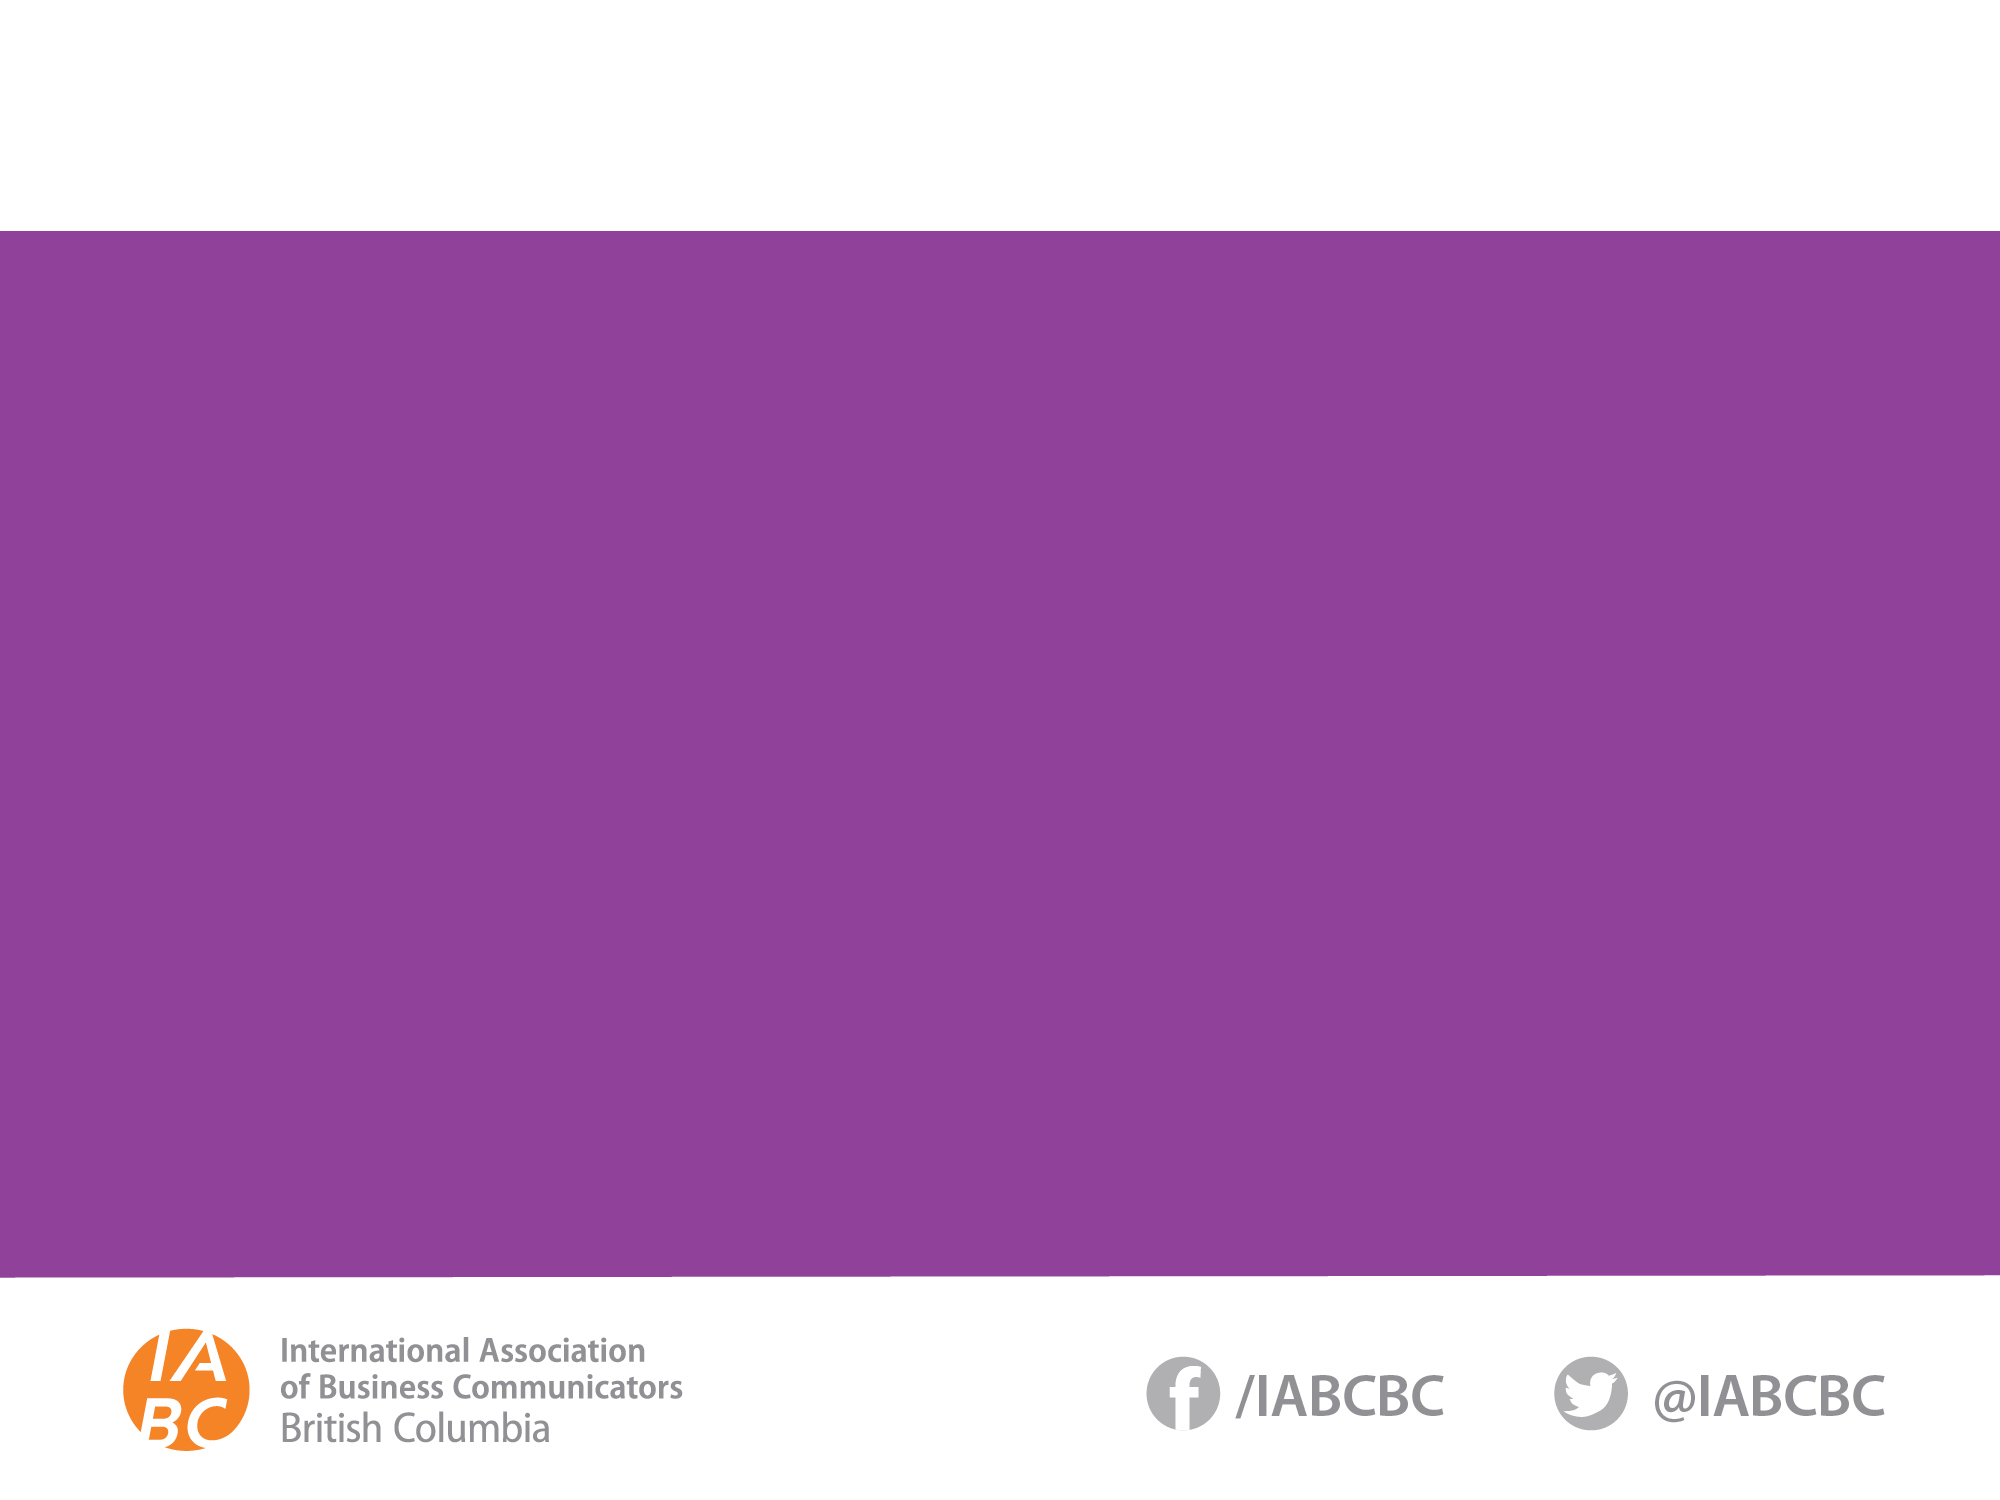 IA
BC
International Association
of Business Communicators
British Columbia
/IABCBC
@IABCBC